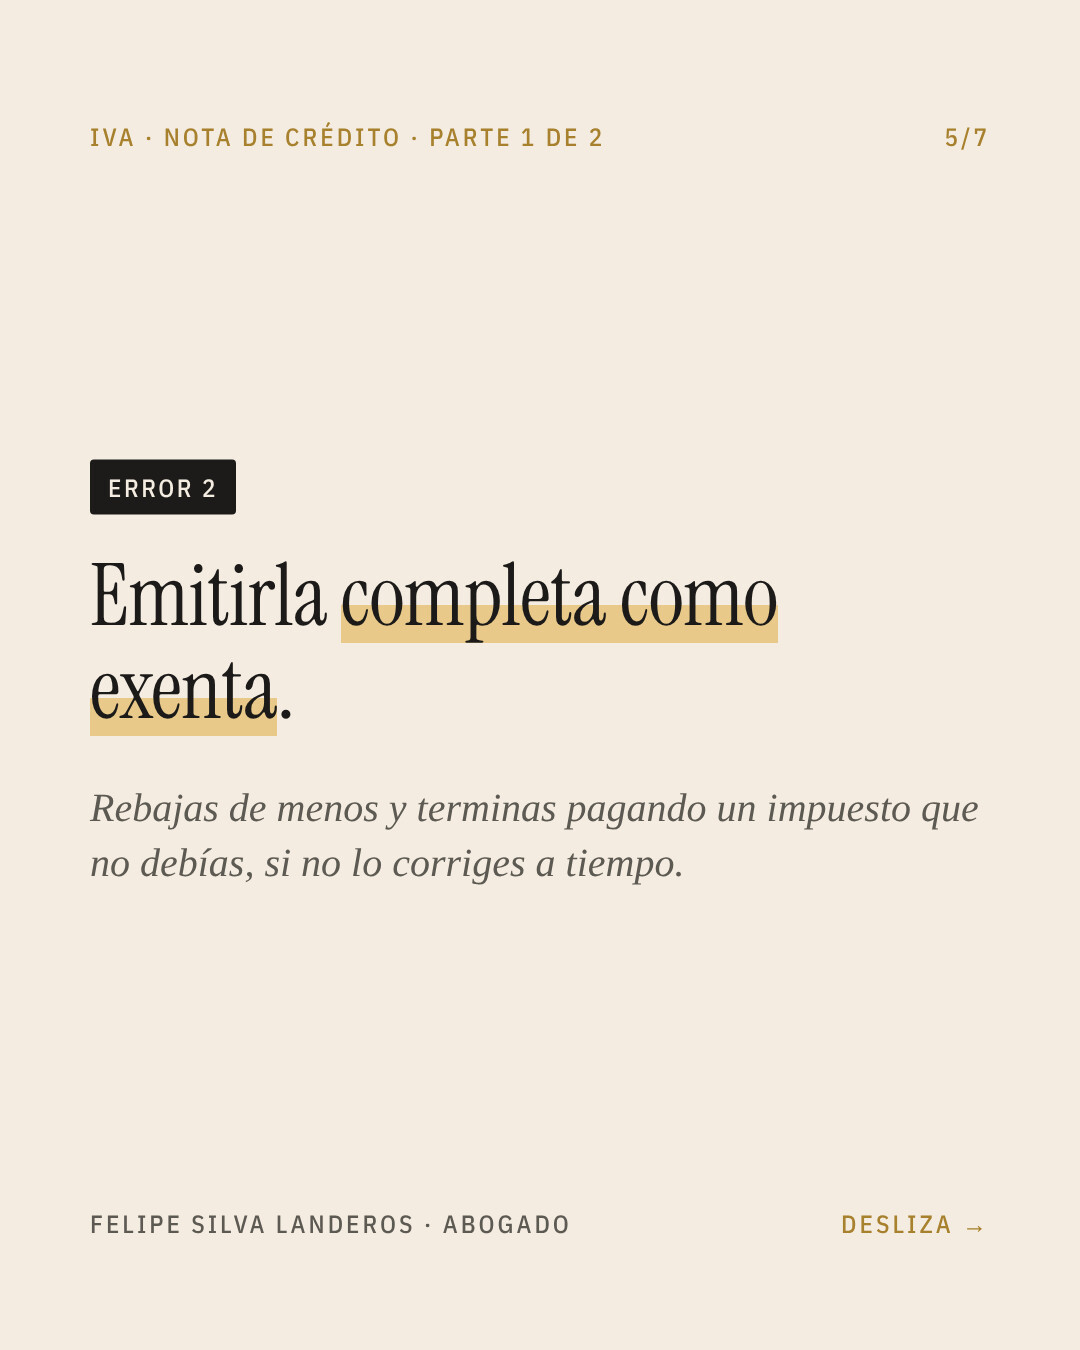 IVA · NOTA DE CRÉDITO · PARTE 1 DE 2
5/7
ERROR 2
Emitirla completa como
exenta.
Rebajas de menos y terminas pagando un impuesto que
no debías, si no lo corriges a tiempo.
FELIPE SILVA LANDEROS · ABOGADO
DESLIZA →